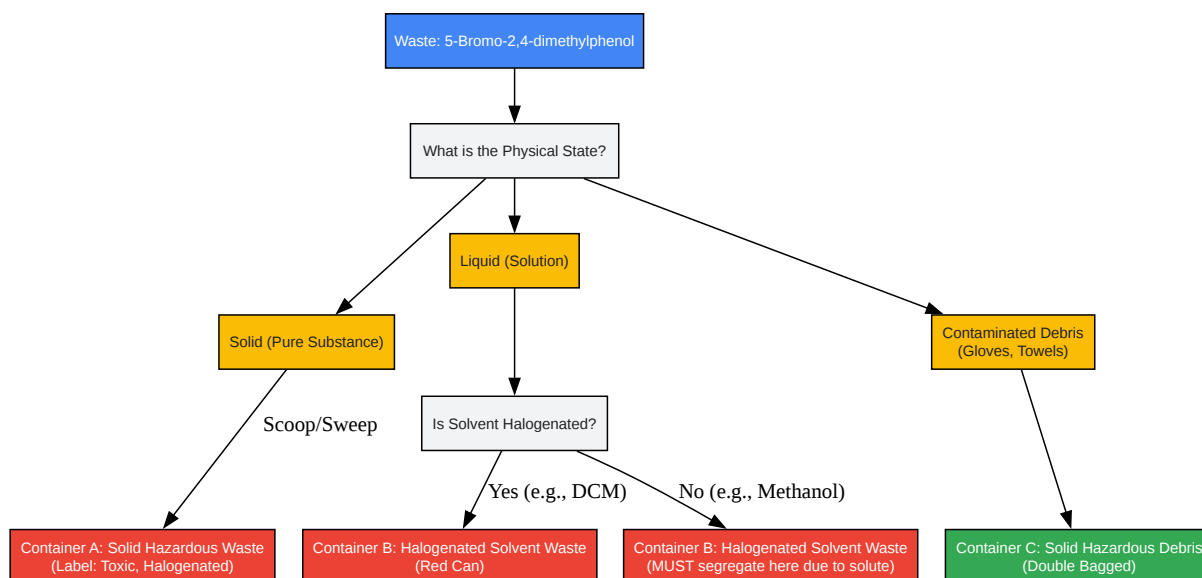 Waste: 5-Bromo-2,4-dimethylphenol
What is the Physical State?
Liquid (Solution)
Solid (Pure Substance)
Contaminated Debris
(Gloves, Towels)
Scoop/Sweep
Is Solvent Halogenated?
Yes (e.g., DCM)
No (e.g., Methanol)
Container A: Solid Hazardous Waste
(Label: Toxic, Halogenated)
Container B: Halogenated Solvent Waste
(Red Can)
Container B: Halogenated Solvent Waste
(MUST segregate here due to solute)
Container C: Solid Hazardous Debris
(Double Bagged)